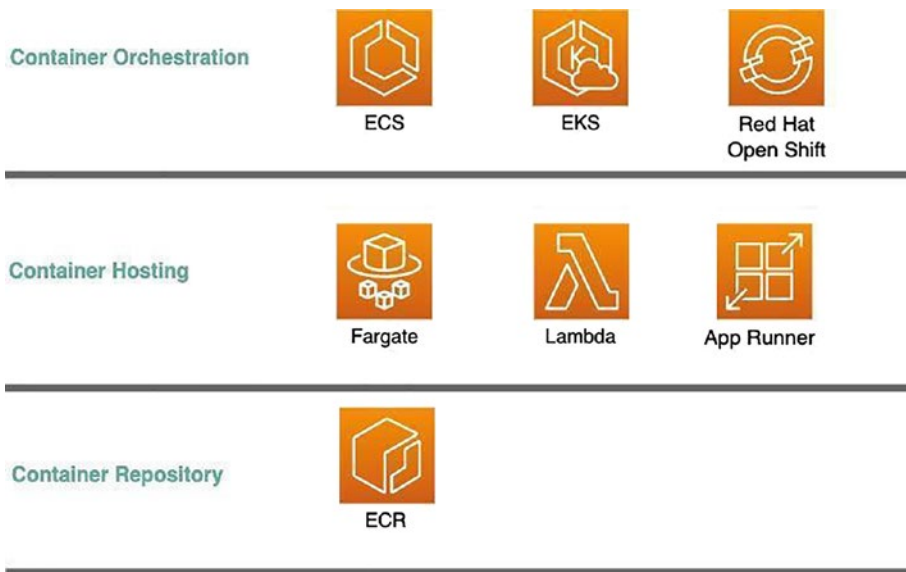 Container Orchestration
ECS
EKS
K
Red Hat
Open Shift
Container Hosting
Fargate
Lambda
App Runner
Container Repository
ECR